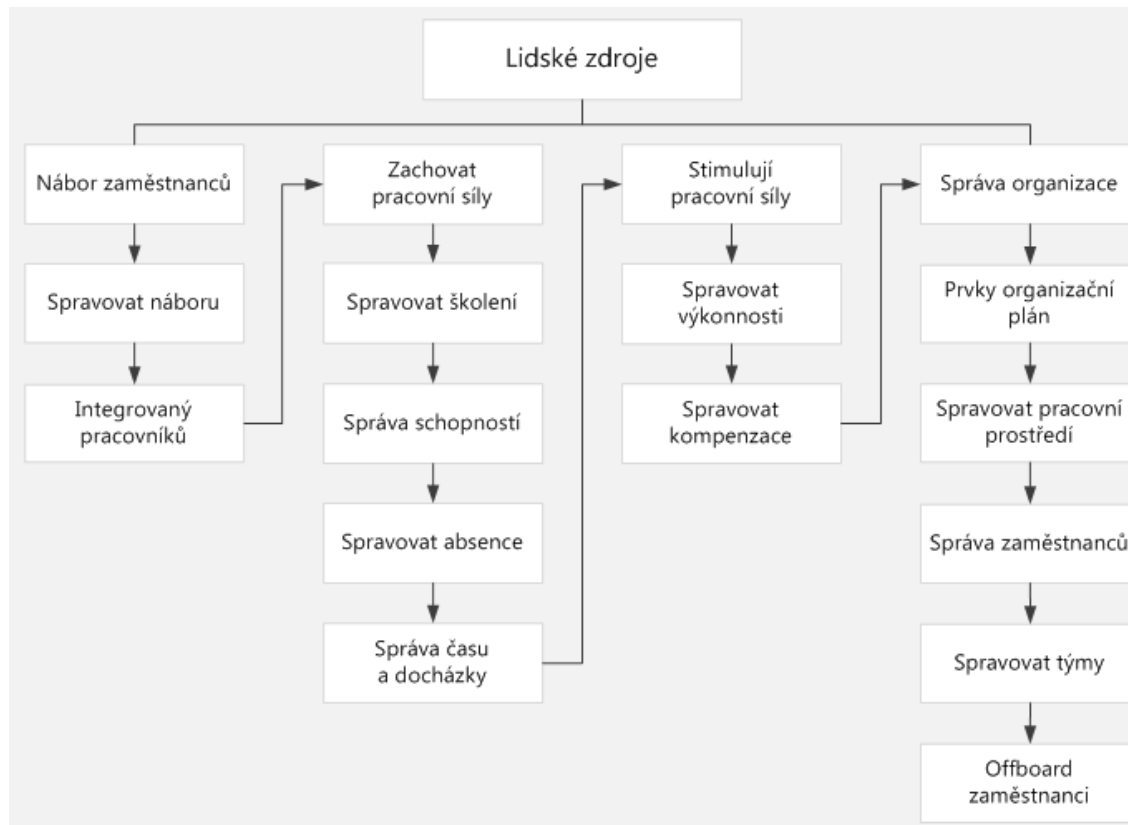 Lidské zdroje
Nábor zaměstnanců
Spravovat náboru
Integrovaný
pracovníků
Zachovat
pracovní síly
Spravovat školení
Správa schopností
Spravovat absence
Správa času
a docházky
Stimulují
pracovní síly
Spravovat
výkonnosti
Spravovat
kompenzace
Správa organizace
Prvky organizační
plán
Spravovat pracovní
prostředí
Správa zaměstnanců
Spravovat týmy
Offboard
zaměstnanci